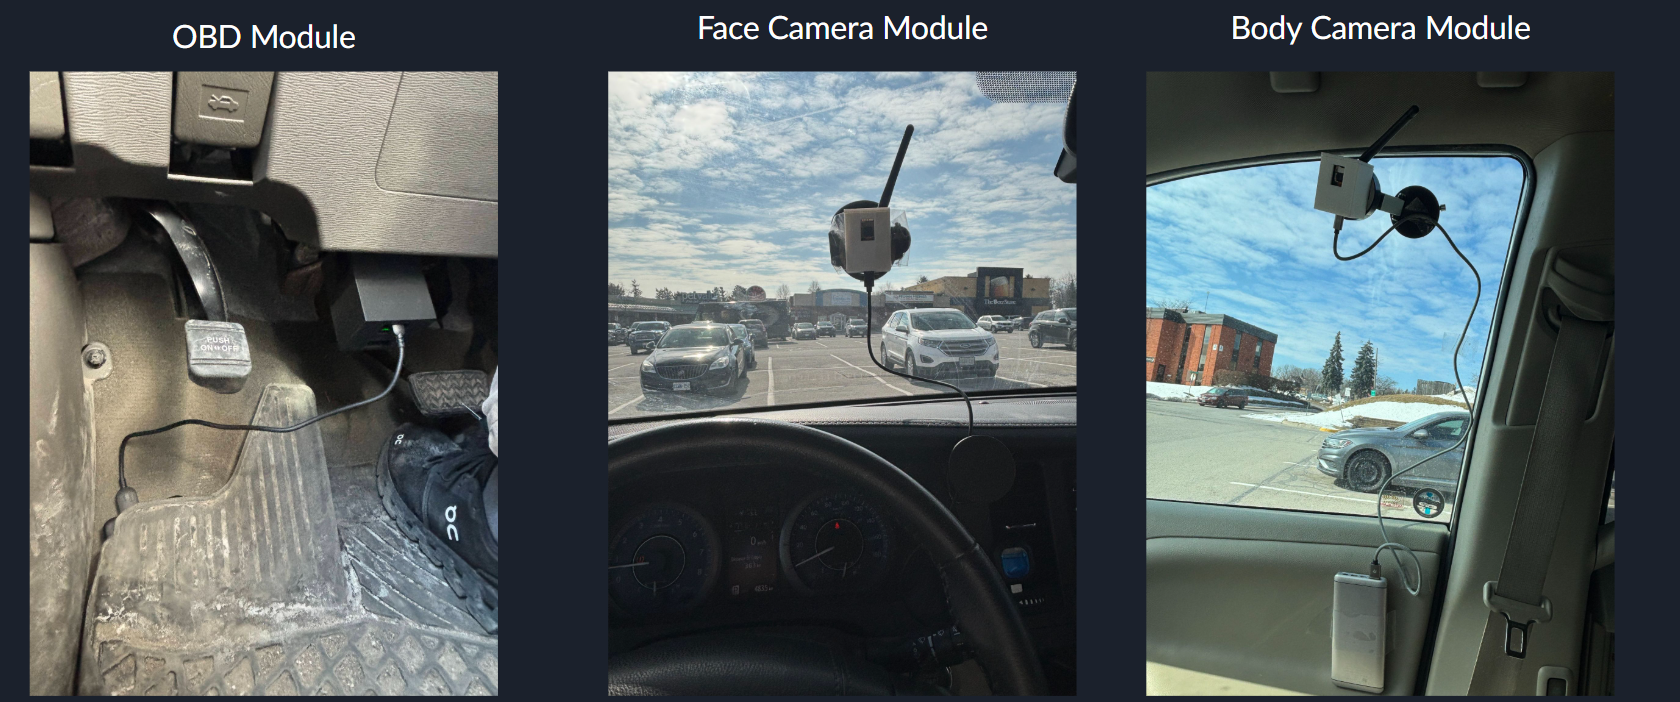 OBD Module
Face Camera Module
Body Camera Module
PUSH
ON⇔OFF